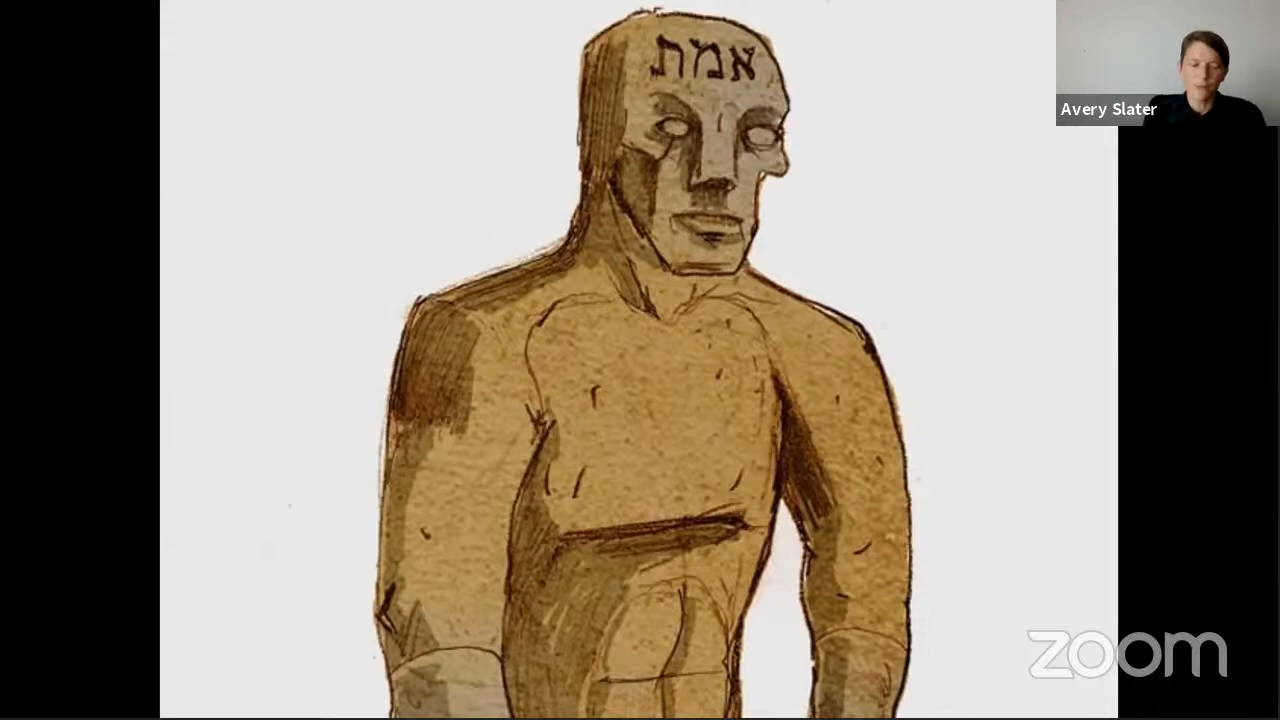 אמת
Avery Slater
zoom